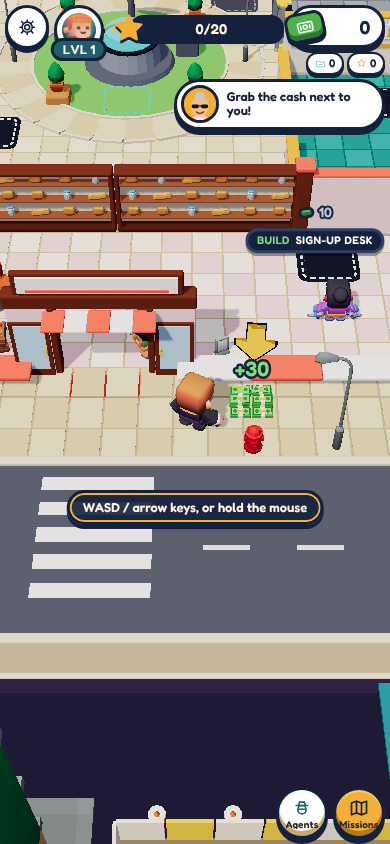 LVL 1
0/20
0
0
0
Grab the cash next to
you!
10
BUILD SIGN-UP DESK
+30
WASD / arrow keys, or hold the mouse
Agents
Missions